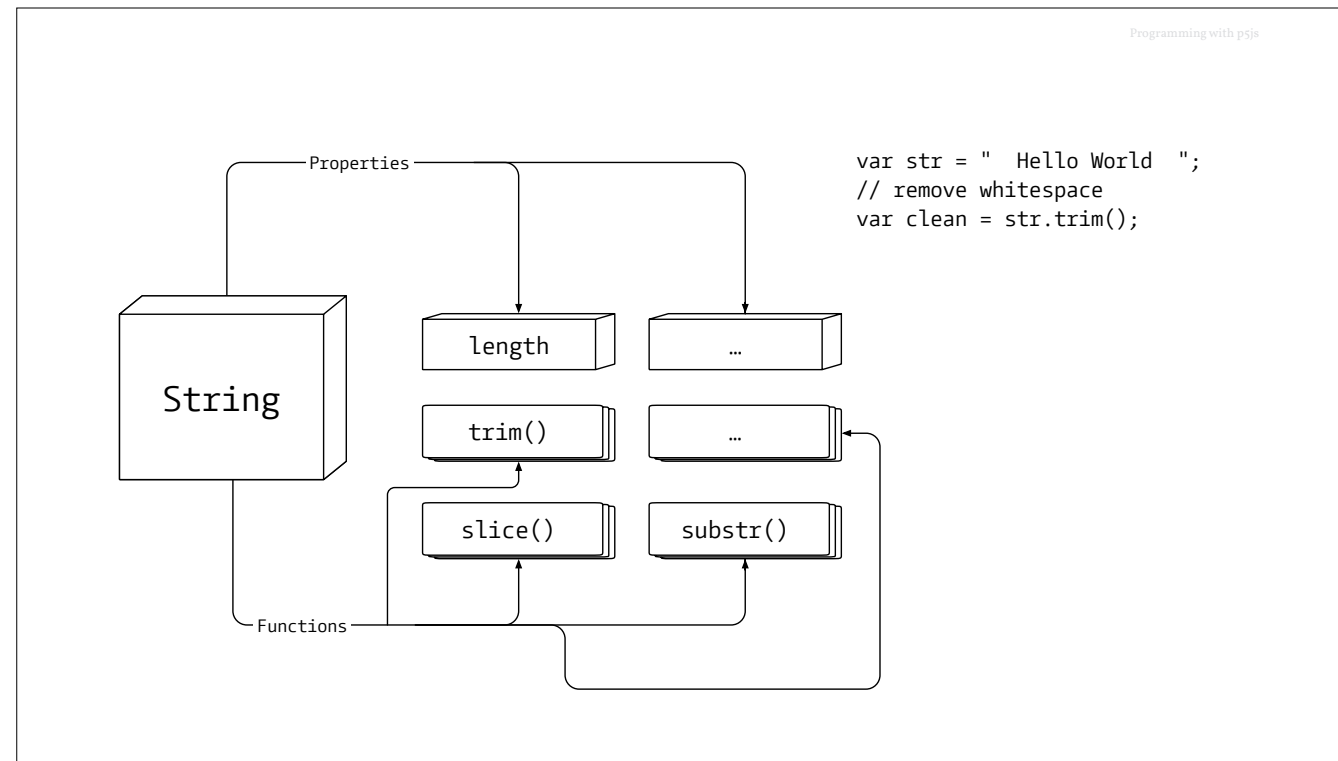 Programming with p5js
Properties
var str = "  Hello World  ";
// remove whitespace
var clean = str.trim();
String
length
…
trim()
…
slice()
substr()
Functions